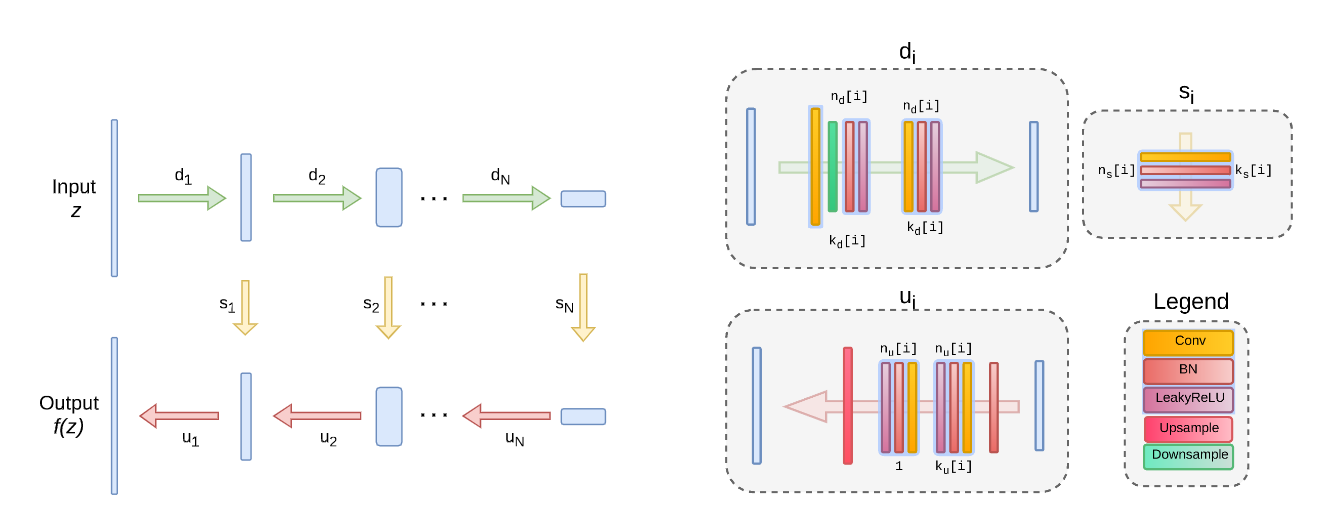 Input
z
d1
d2
...
dN
s1
s2
...
sN
Output
f(z)
u1
u2
...
uN
di
nd[i]
nd[i]
kd[i]
kd[i]
si
ns[i]
ks[i]
ui
nu[i]
nu[i]
1
ku[i]
Legend
Conv
BN
LeakyReLU
Upsample
Downsample